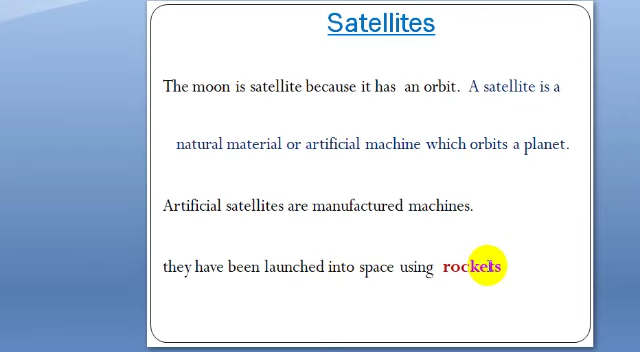 Satellites
The moon is satellite because it has an orbit. A satellite is a
natural material or artificial machine which orbits a planet.
Artificial satellites are manufactured machines.
they have been launched into space using rockets